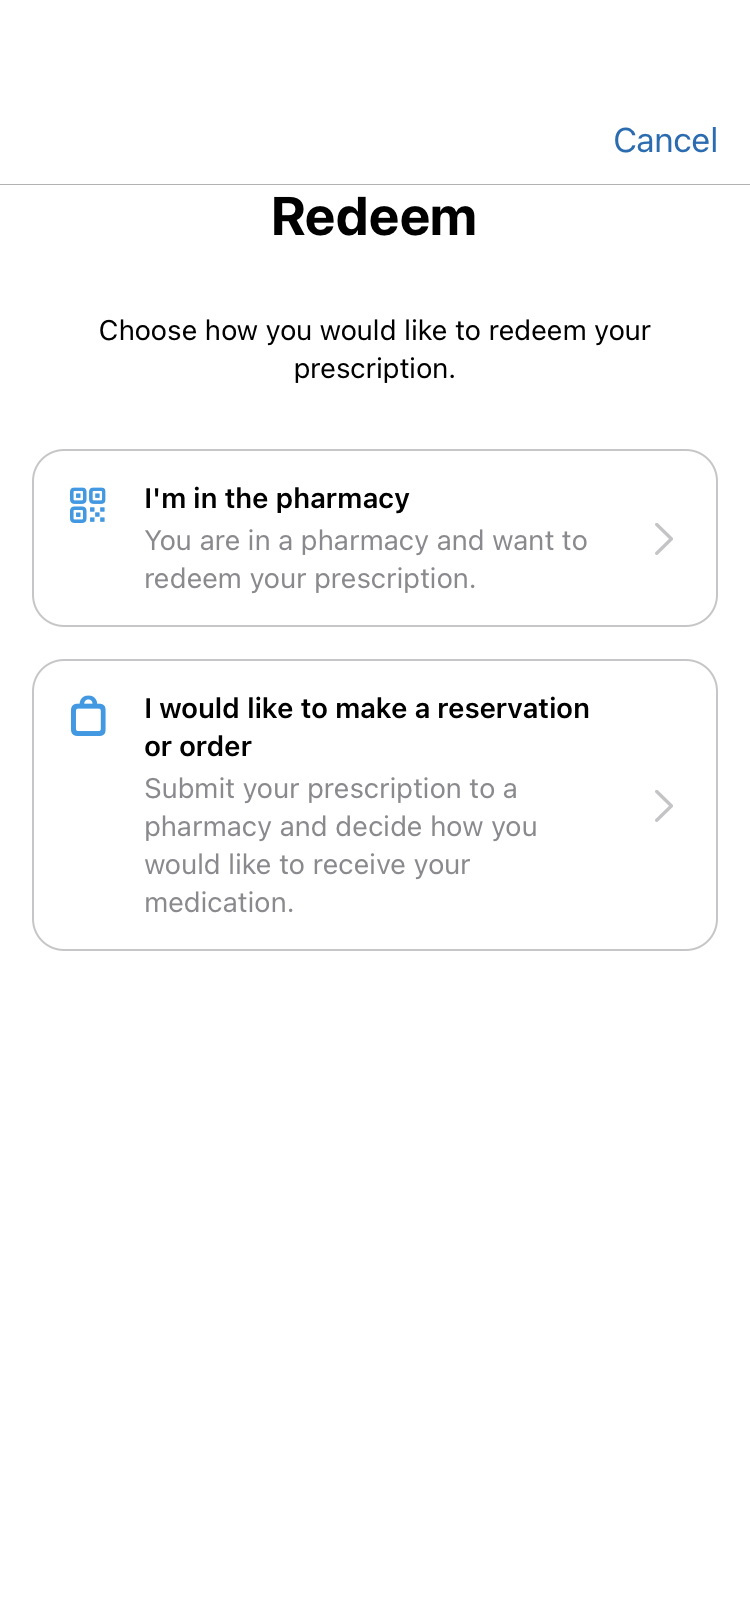 Cancel
Redeem
Choose how you would like to redeem your
prescription.
I'm in the pharmacy
You are in a pharmacy and want to
redeem your prescription.
I would like to make a reservation
or order
Submit your prescription to a
pharmacy and decide how you
would like to receive your
medication.